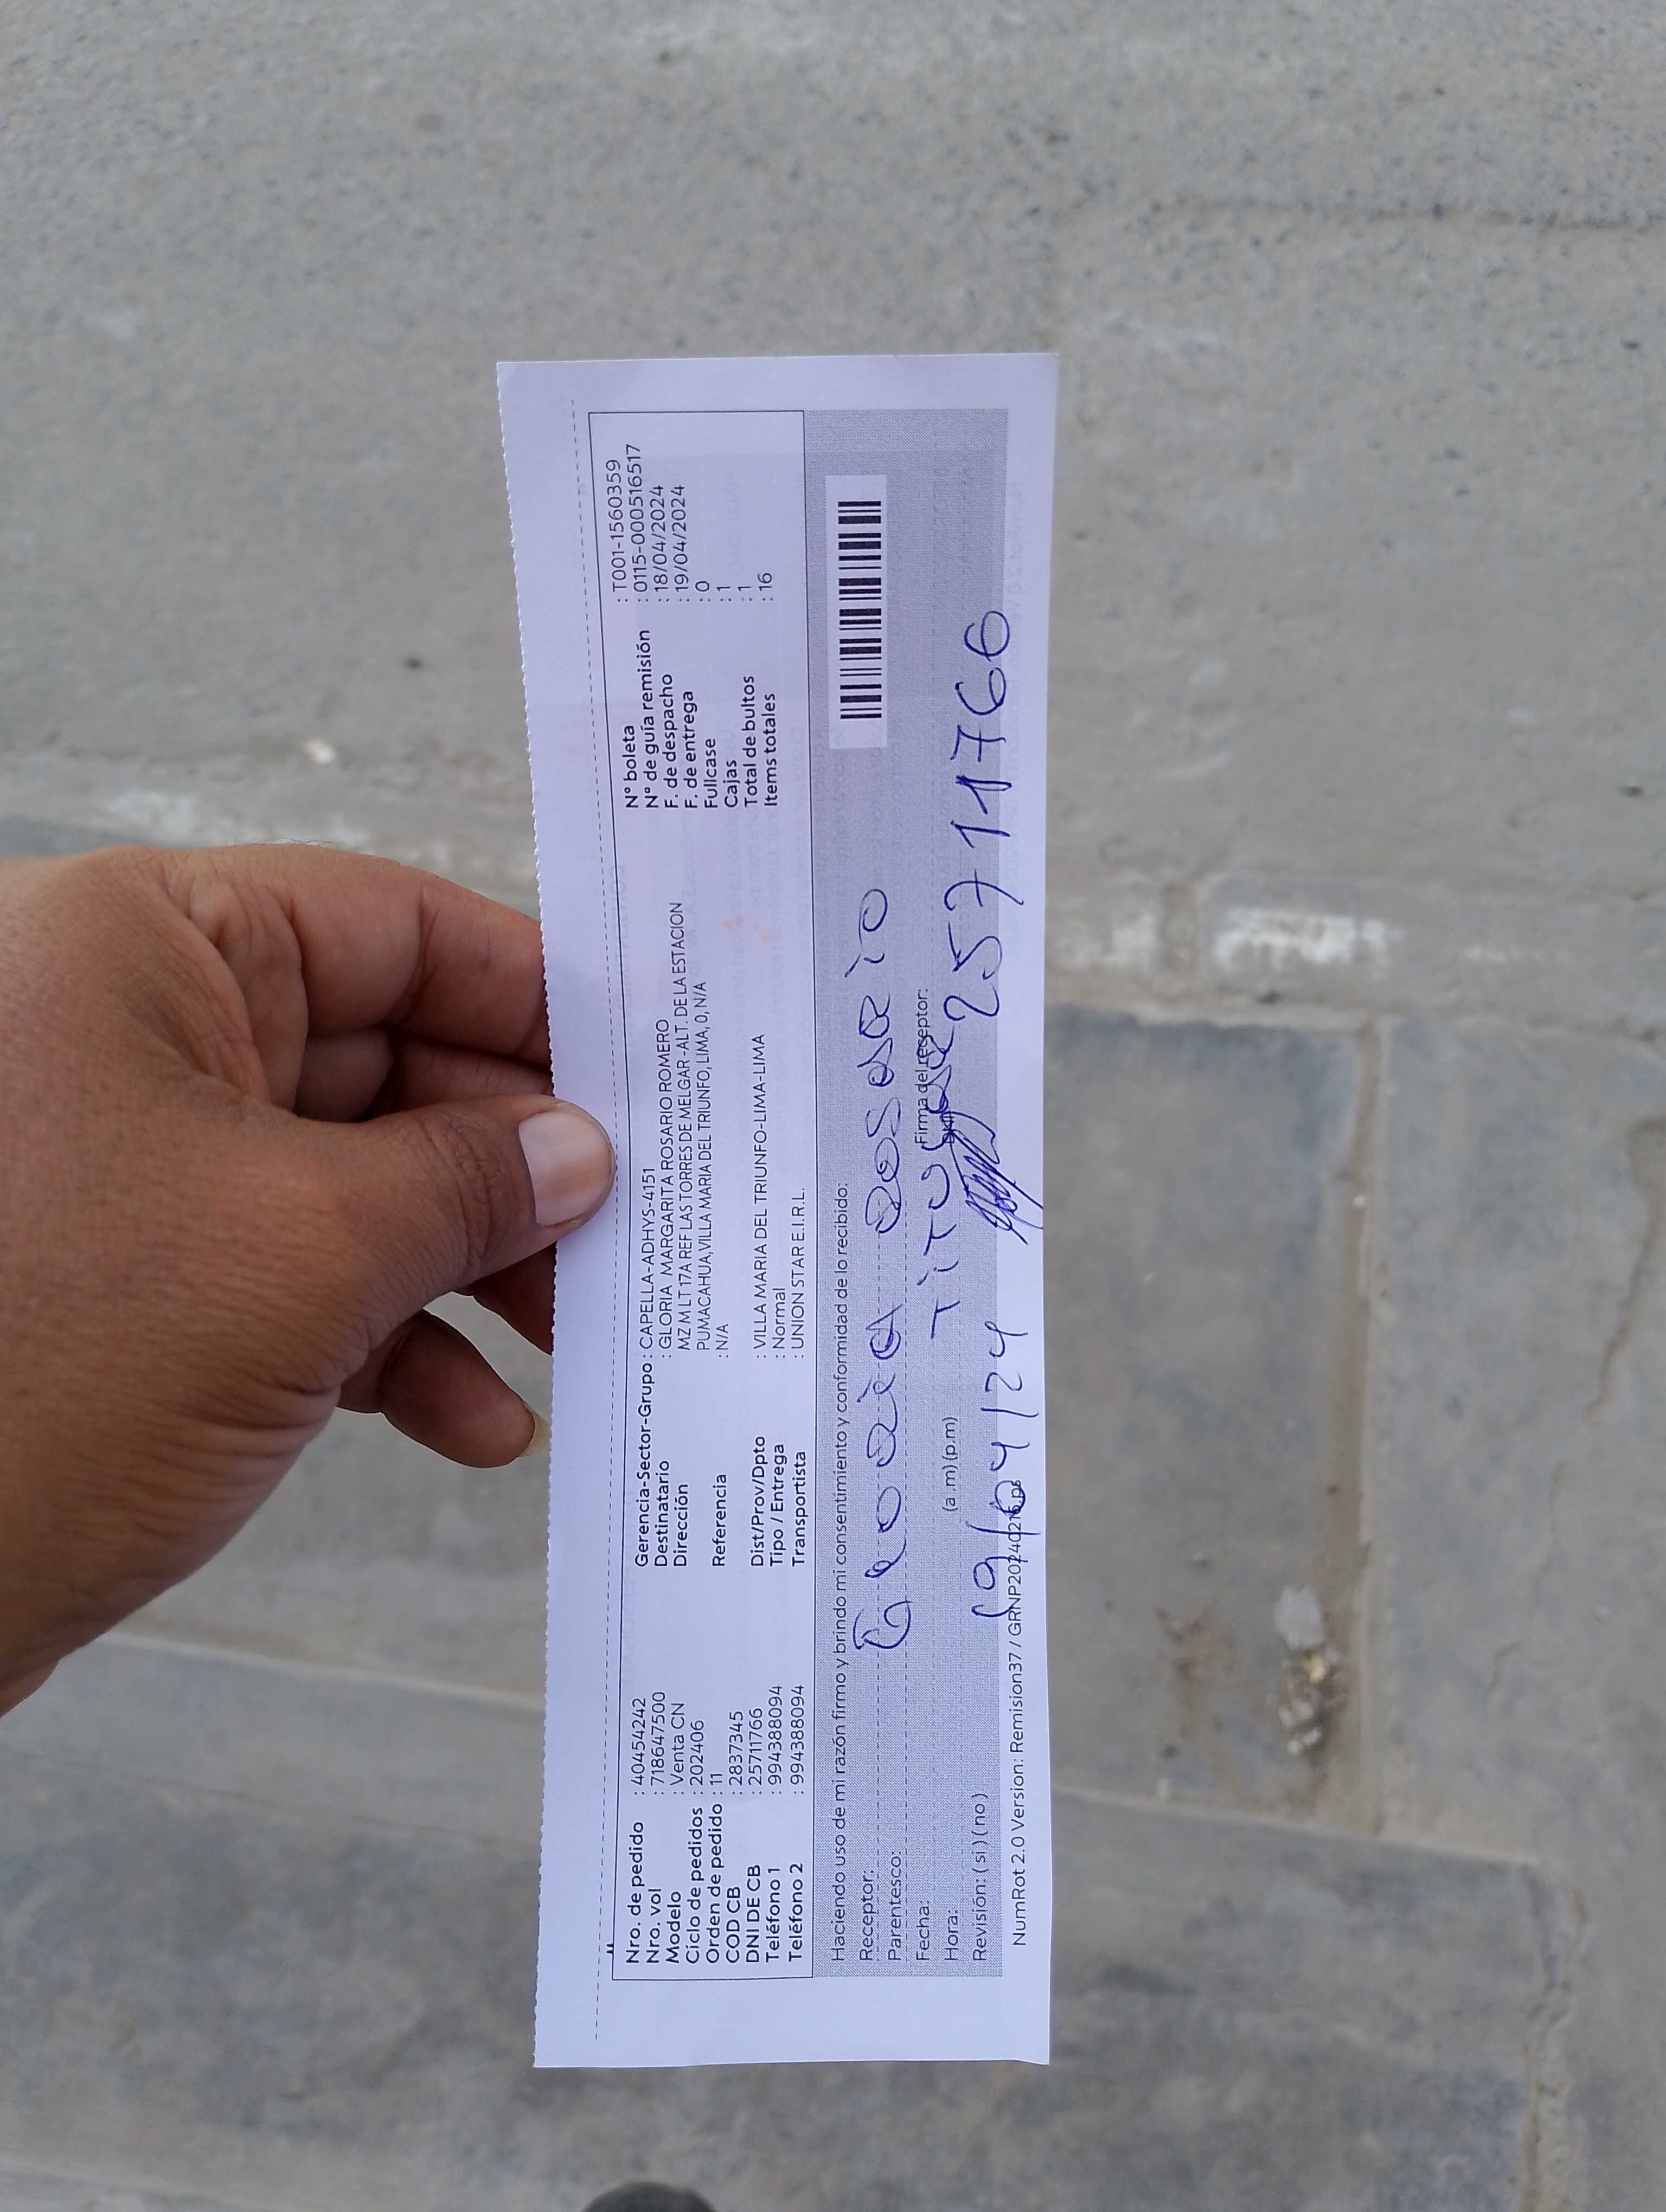 Nro. de pedido : 40454242
Nro. vol : 718647500
Modelo : Venta CN
Ciclo de pedidos : 202406
Orden de pedido : 11
COD CB : 2837345
DNI DE CB : 25711766
Teléfono 1 : 994388094
Teléfono 2 : 994388094
Gerencia-Sector-Grupo : CAPELLA-ADHYS-4151
Destinatario : GLORIA MARGARITA ROSARIO ROMERO
Dirección MZ M LT 17A REF LAS TORRES DE MELGAR -ALT. DE LA ESTACION
PUMACAHUA,VILLA MARIA DEL TRIUNFO, LIMA, 0, N/A
Referencia : N/A
Dist/Prov/Dpto : VILLA MARIA DEL TRIUNFO-LIMA-LIMA
Tipo / Entrega : Normal
Transportista : UNION STAR E.I.R.L.
N° boleta : T001-1560359
N° de guía remisión : 0115-000516517
F. de despacho : 18/04/2024
F. de entrega : 19/04/2024
Fullcase : 0
Cajas : 1
Total de bultos : 1
Items totales : 16
Haciendo uso de mi razón firmo y brindo mi consentimiento y conformidad de lo recibido:
Receptor: Gloria Rosario
Parentesco:
Fecha: Titular Firma del receptor:
Hora: (a.m) (p.m) 25711766
Revisión: ( si ) ( no ) 19/04/24
NumRot 2.0 Version: Remision37 / GRNP20240216.pc